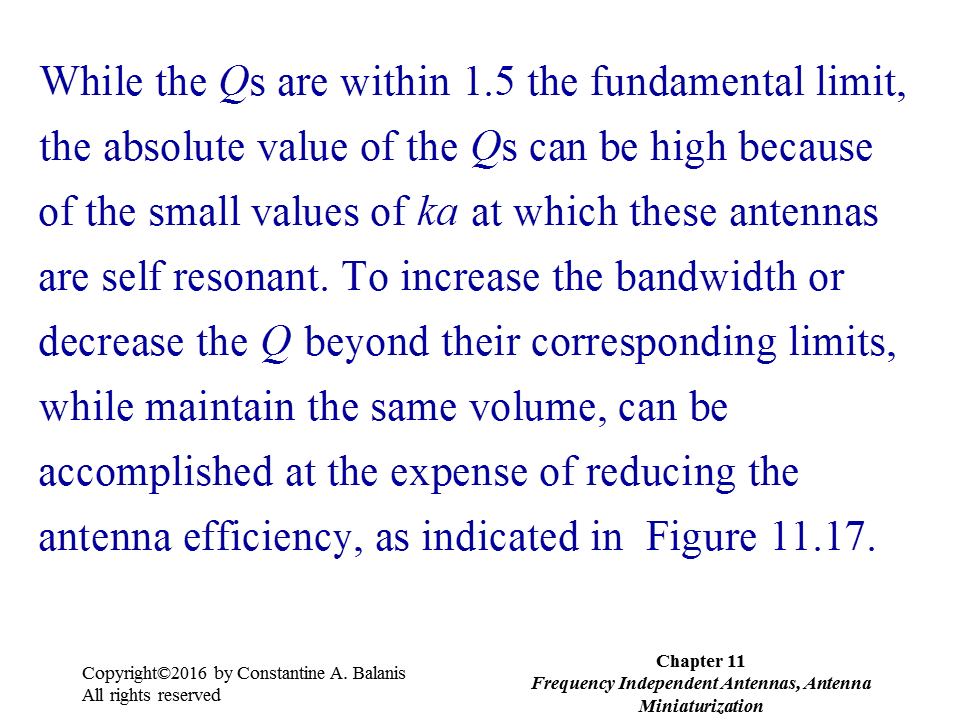 While the Qs are within 1.5 the fundamental limit,
the absolute value of the Qs can be high because
of the small values of ka at which these antennas
are self resonant. To increase the bandwidth or
decrease the Q beyond their corresponding limits,
while maintain the same volume, can be
accomplished at the expense of reducing the
antenna efficiency, as indicated in Figure 11.17.
Copyright©2016 by Constantine A. Balanis
All rights reserved
Chapter 11
Frequency Independent Antennas, Antenna
Miniaturization